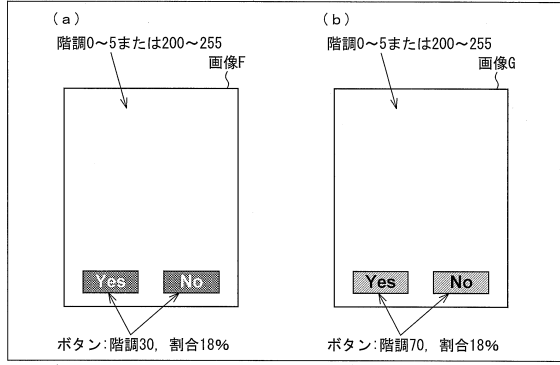 (a)
階調0~5または200~255
画像F
Yes
No
ボタン:階調30, 割合18%
(b)
階調0~5または200~255
画像G
Yes
No
ボタン:階調70, 割合18%